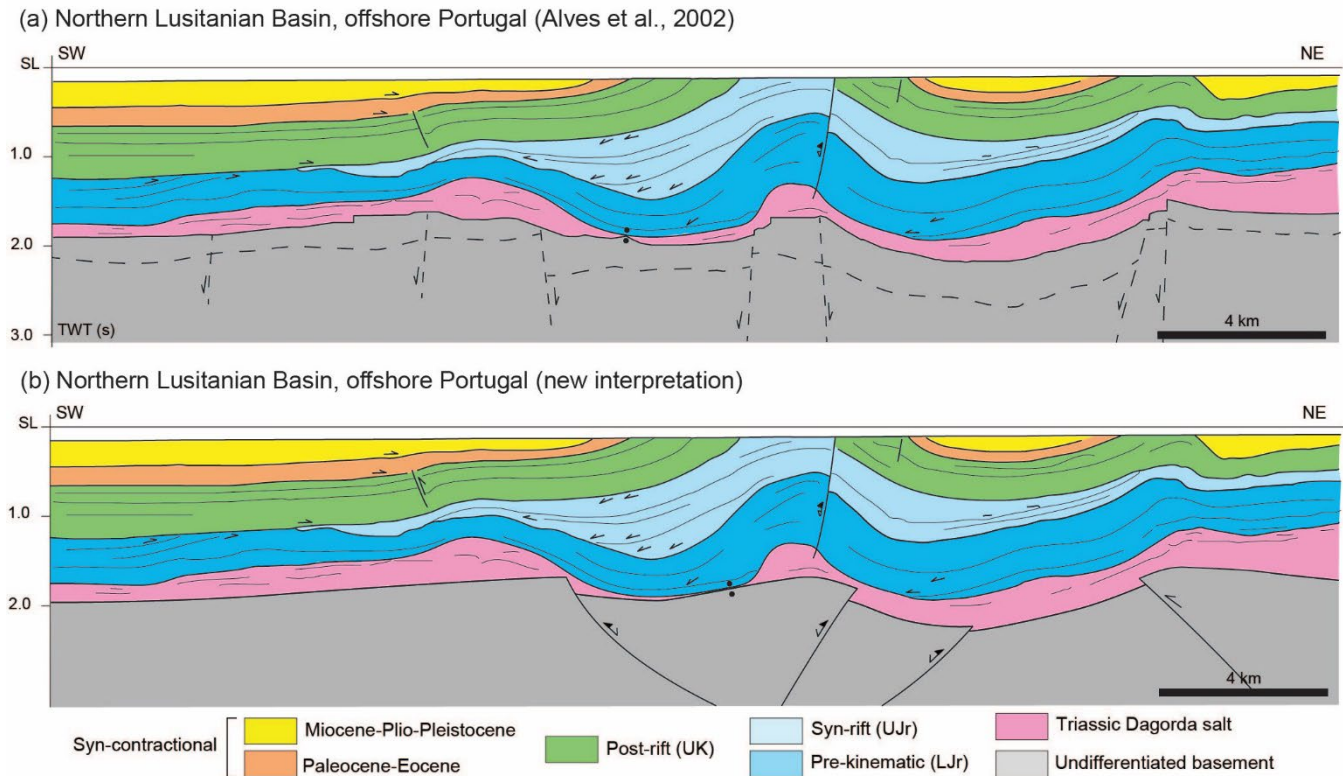 (a) Northern Lusitanian Basin, offshore Portugal (Alves et al., 2002)
SW NE
SL
1.0
2.0
3.0 TWT (s)
4 km
(b) Northern Lusitanian Basin, offshore Portugal (new interpretation)
SW NE
SL
1.0
2.0
4 km
Syn-contractional
Miocene-Plio-Pleistocene
Paleocene-Eocene
Post-rift (UK)
Syn-rift (UJr)
Pre-kinematic (LJr)
Triassic Dagorda salt
Undifferentiated basement